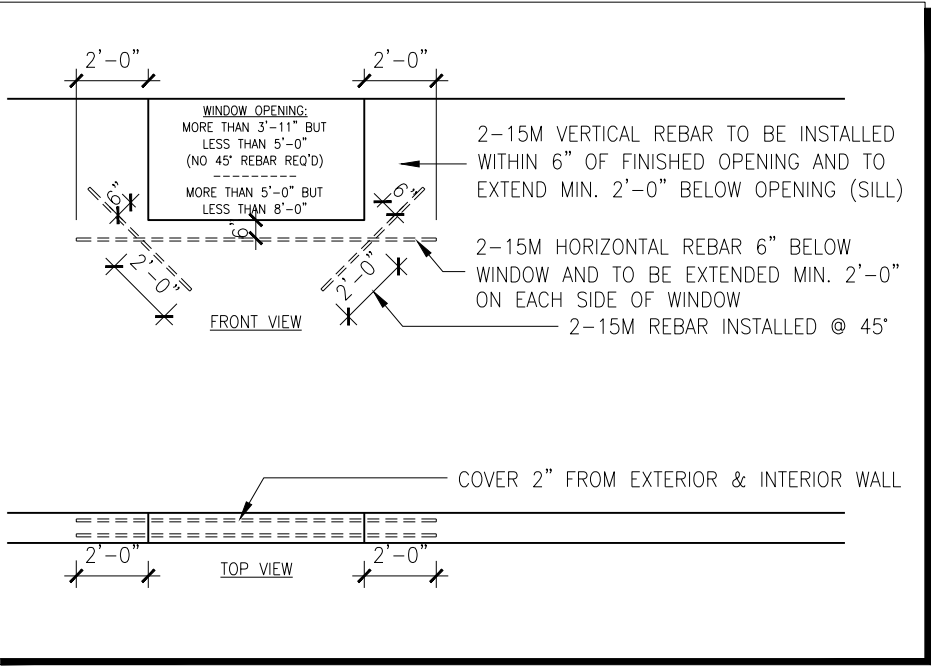 2'-0"
2'-0"
WINDOW OPENING:
MORE THAN 3'-11" BUT
LESS THAN 5'-0"
(NO 45° REBAR REQ'D)
---------
MORE THAN 5'-0" BUT
LESS THAN 8'-0"
6"
6"
6"
2'-0"
2'-0"
FRONT VIEW
2-15M VERTICAL REBAR TO BE INSTALLED
WITHIN 6" OF FINISHED OPENING AND TO
EXTEND MIN. 2'-0" BELOW OPENING (SILL)
2-15M HORIZONTAL REBAR 6" BELOW
WINDOW AND TO BE EXTENDED MIN. 2'-0"
ON EACH SIDE OF WINDOW
2-15M REBAR INSTALLED @ 45°
COVER 2" FROM EXTERIOR & INTERIOR WALL
2'-0"
2'-0"
TOP VIEW